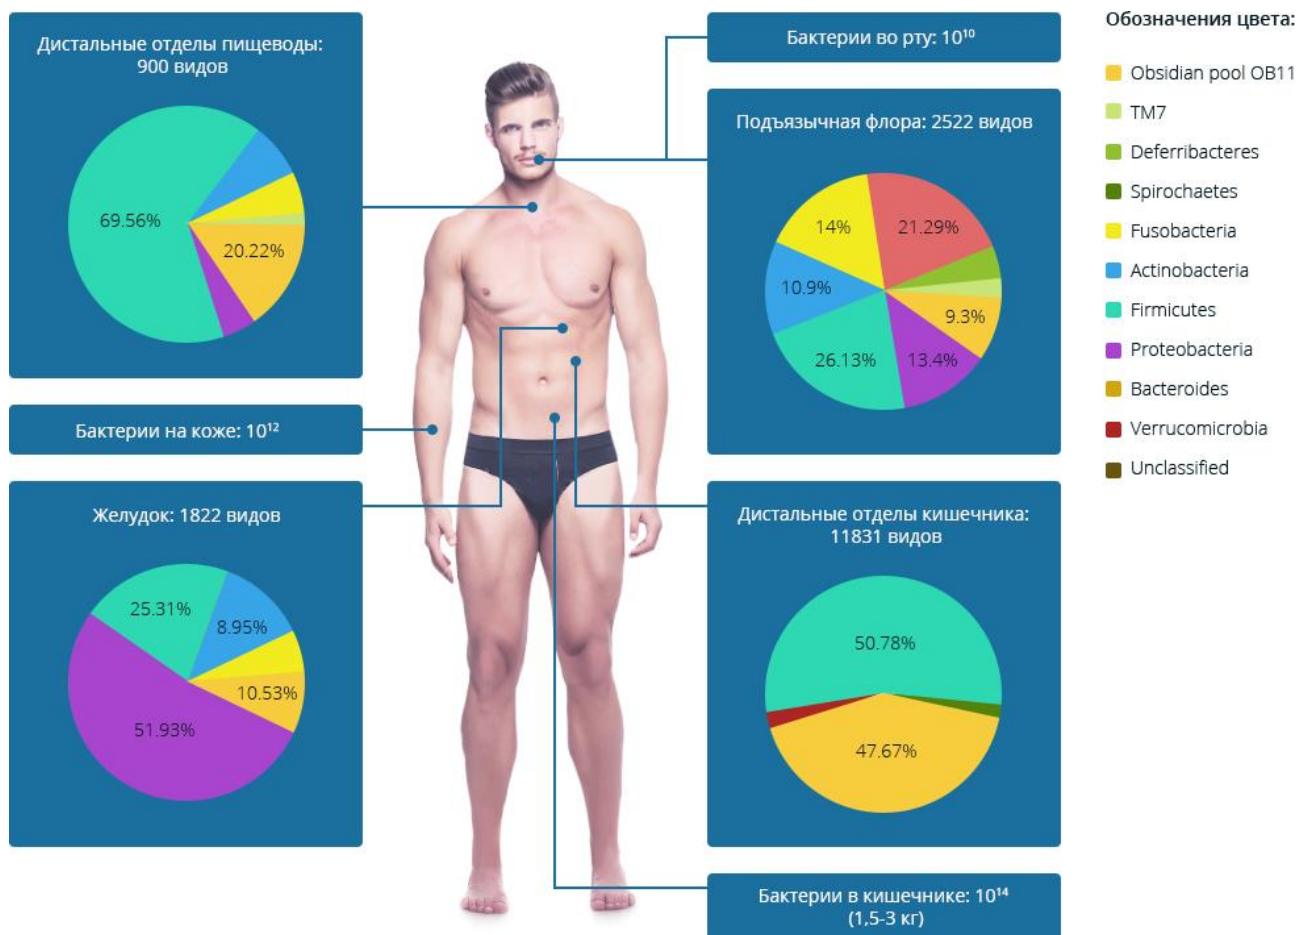 Дистальные отделы пищеводы:
900 видов
69.56%
20.22%
Бактерии на коже: 10¹²
Желудок: 1822 видов
25.31%
8.95%
10.53%
51.93%
Бактерии во рту: 10¹⁰
Подъязычная флора: 2522 видов
14%
21.29%
10.9%
9.3%
26.13%
13.4%
Дистальные отделы кишечника:
11831 видов
50.78%
47.67%
Бактерии в кишечнике: 10¹⁴
(1,5-3 кг)
Обозначения цвета:
Obsidian pool OB11
TM7
Deferribacteres
Spirochaetes
Fusobacteria
Actinobacteria
Firmicutes
Proteobacteria
Bacteroides
Verrucomicrobia
Unclassified